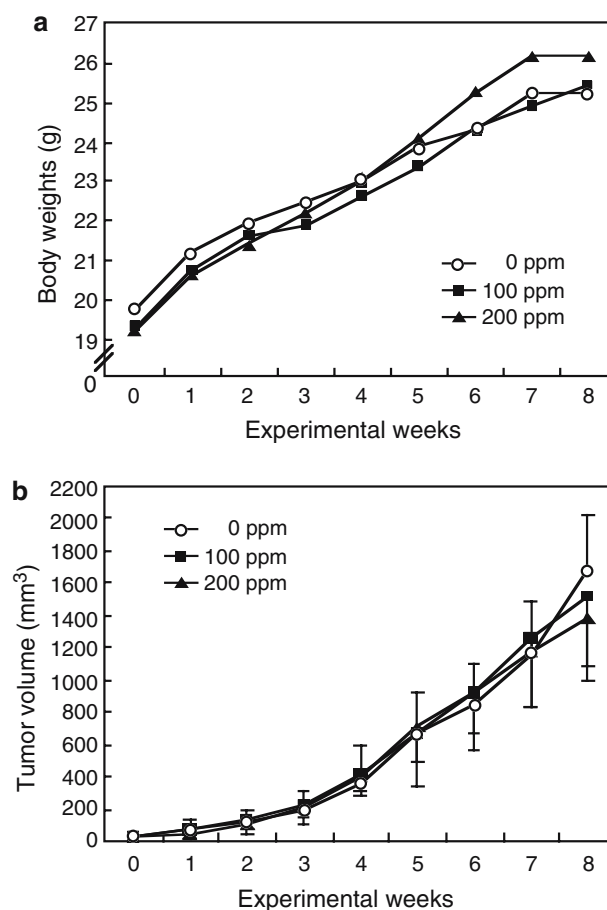 a
27
26
25
24
23
22
21
20
19
0
Body weights (g)
0 ppm
100 ppm
200 ppm
0 1 2 3 4 5 6 7 8
Experimental weeks
b
2200
2000
1800
1600
1400
1200
1000
800
600
400
200
0
Tumor volume (mm³)
0 ppm
100 ppm
200 ppm
0 1 2 3 4 5 6 7 8
Experimental weeks